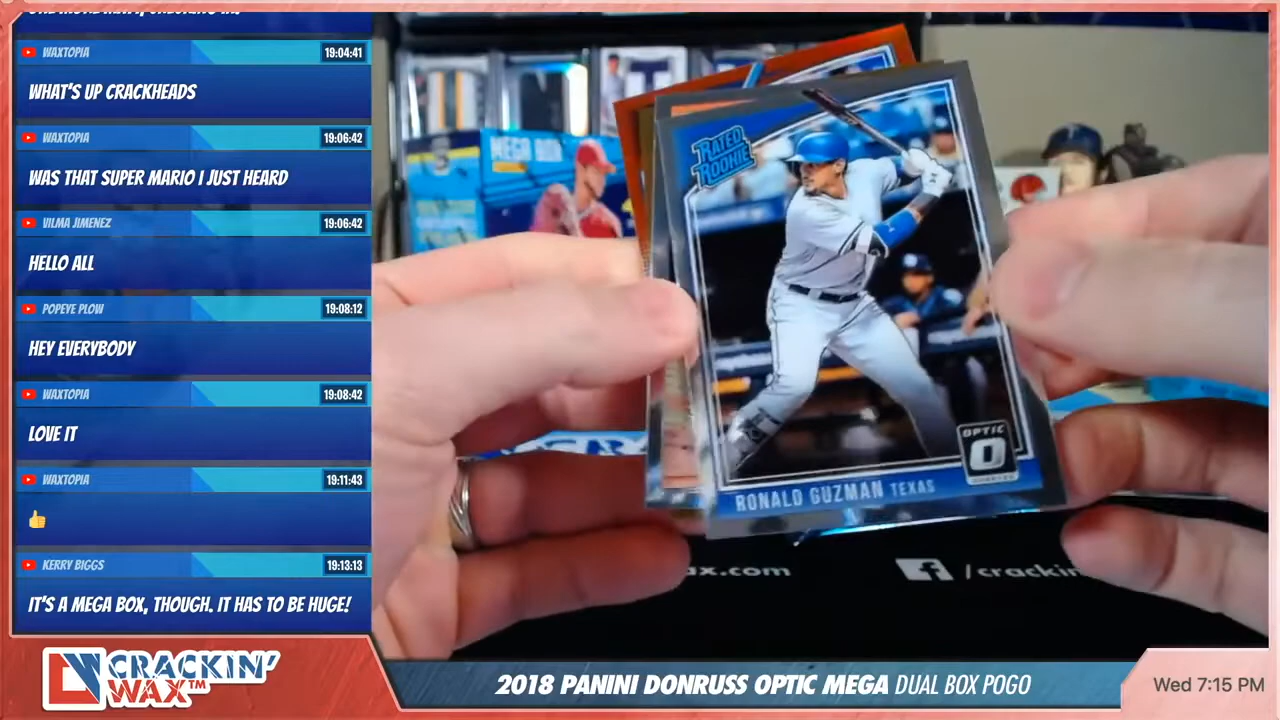 WAXTOPIA
19:04:41
WHAT'S UP CRACKHEADS
WAXTOPIA
19:06:42
WAS THAT SUPER MARIO I JUST HEARD
VILMA JIMENEZ
19:06:42
HELLO ALL
POPEYE PLOW
19:08:12
HEY EVERYBODY
WAXTOPIA
19:08:42
LOVE IT
WAXTOPIA
19:11:43
KERRY BIGGS
19:13:13
IT'S A MEGA BOX, THOUGH. IT HAS TO BE HUGE!
MEGA BOX
RATED
ROOKIE
OPTIC
RONALD GUZMAN TEXAS
ax.com
/crackin
CRACKIN'
WAX™
2018 PANINI DONRUSS OPTIC MEGA DUAL BOX POGO
Wed 7:15 PM